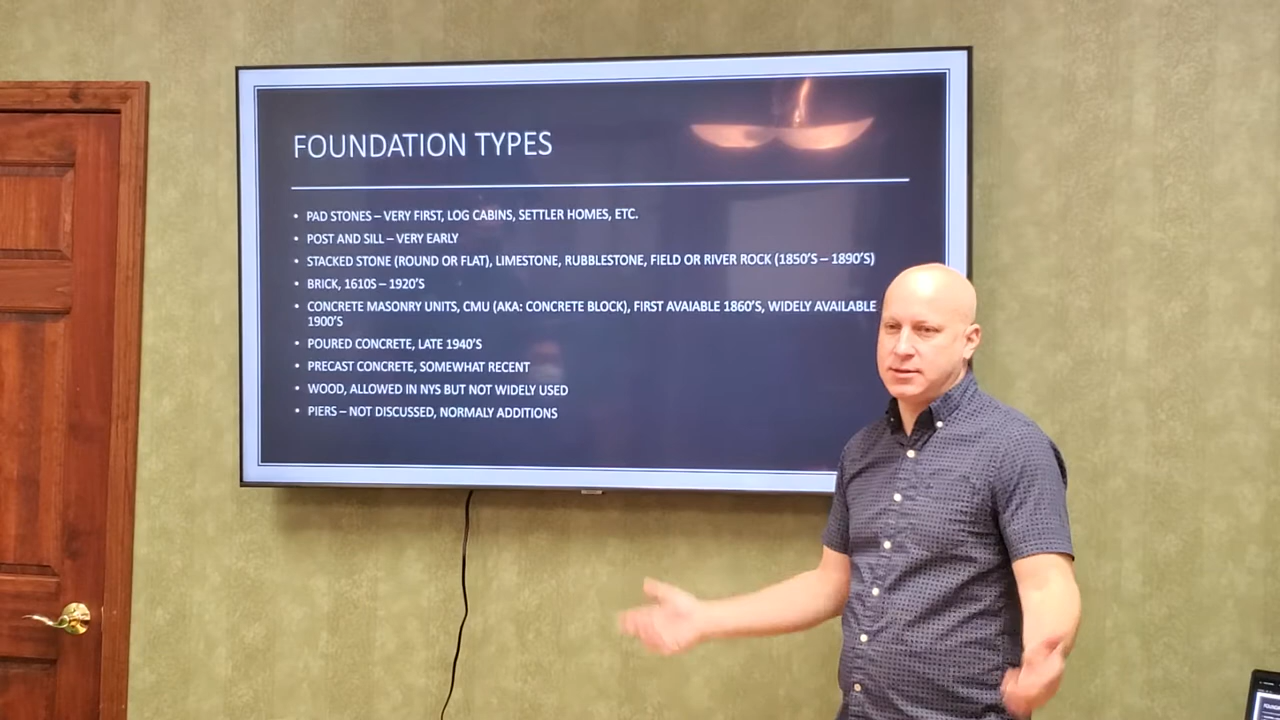 FOUNDATION TYPES
• PAD STONES – VERY FIRST, LOG CABINS, SETTLER HOMES, ETC.
• POST AND SILL – VERY EARLY
• STACKED STONE (ROUND OR FLAT), LIMESTONE, RUBBLESTONE, FIELD OR RIVER ROCK (1850'S – 1890'S)
• BRICK, 1610S – 1920'S
• CONCRETE MASONRY UNITS, CMU (AKA: CONCRETE BLOCK), FIRST AVAIABLE 1860'S, WIDELY AVAILABLE
1900'S
• POURED CONCRETE, LATE 1940'S
• PRECAST CONCRETE, SOMEWHAT RECENT
• WOOD, ALLOWED IN NYS BUT NOT WIDELY USED
• PIERS – NOT DISCUSSED, NORMALY ADDITIONS